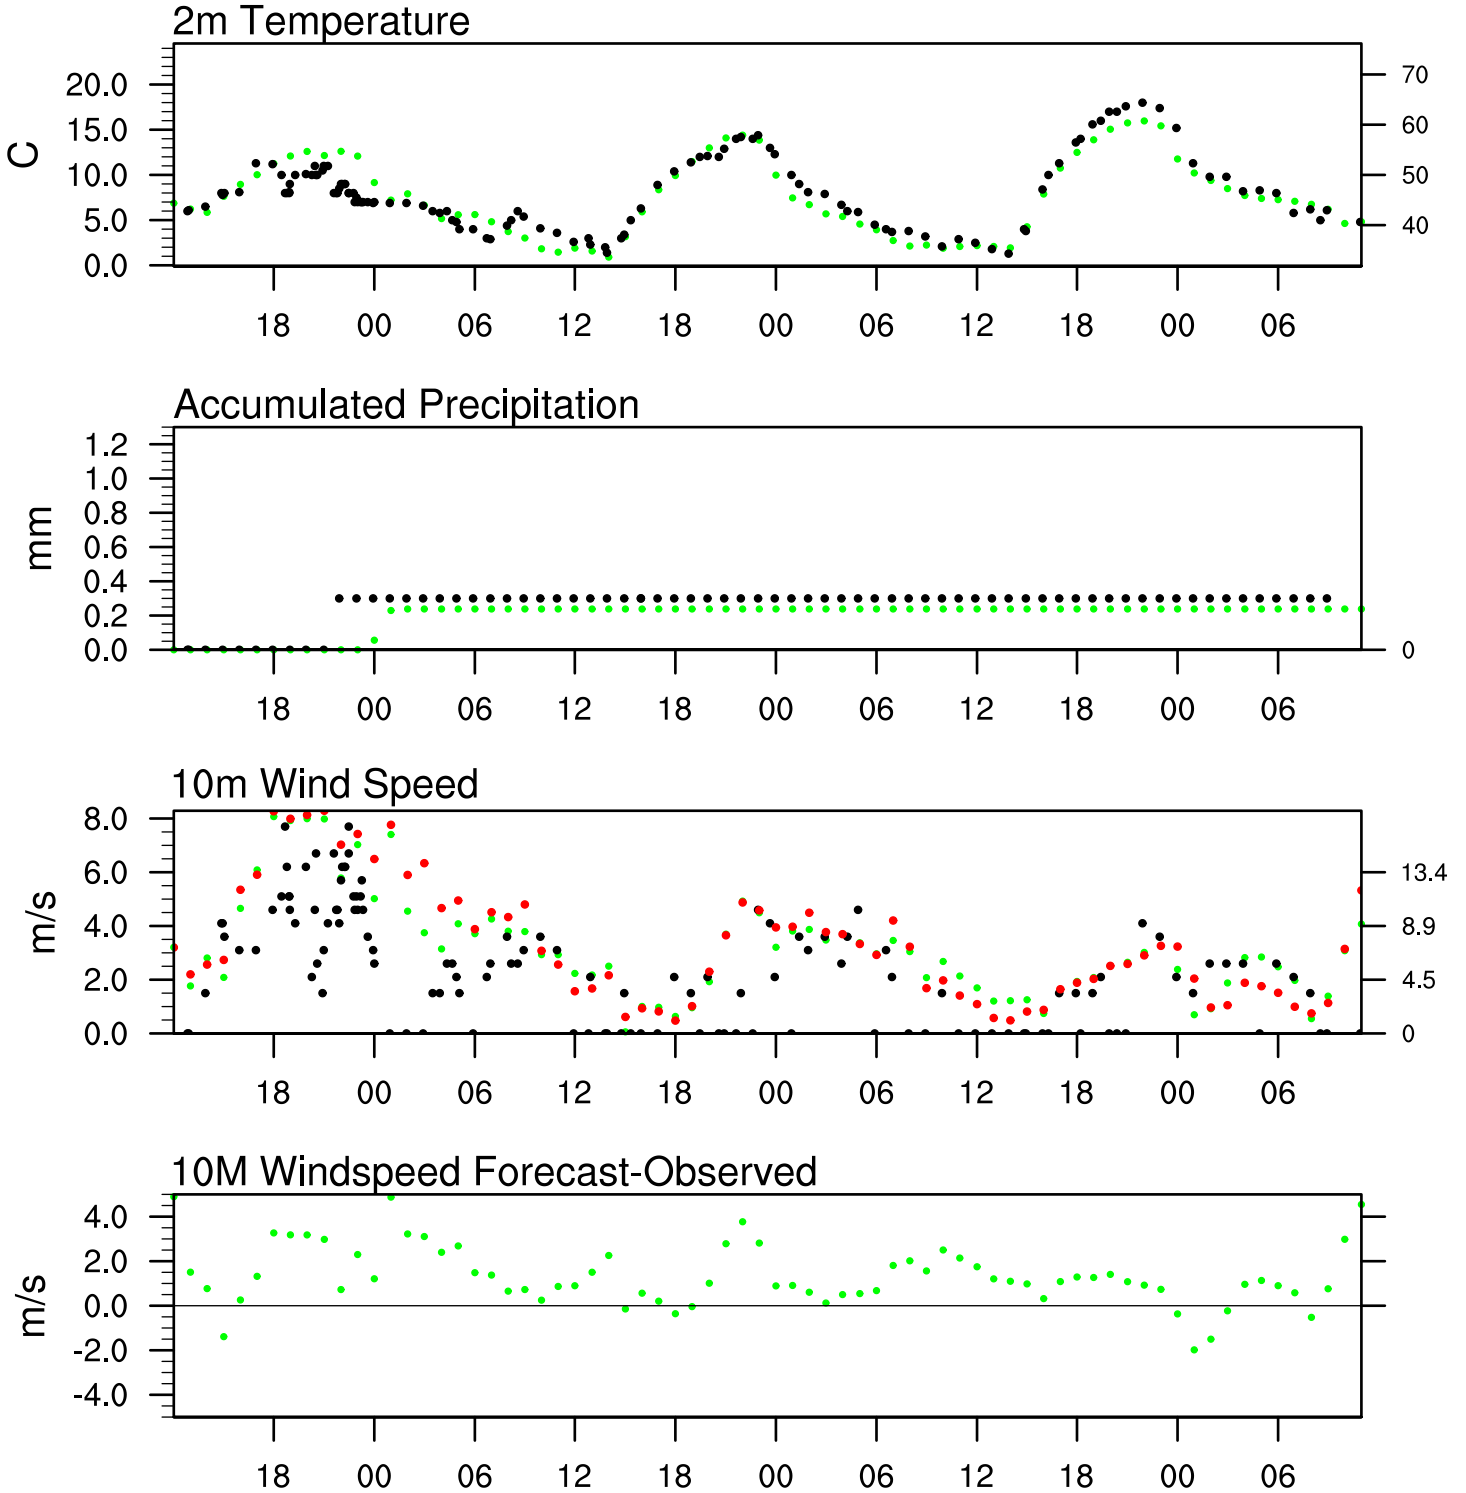 2m Temperature
20.0
15.0
10.0
5.0
0.0
C
70
60
50
40
18 00 06 12 18 00 06 12 18 00 06
Accumulated Precipitation
1.2
1.0
0.8
0.6
0.4
0.2
0.0
mm
0
18 00 06 12 18 00 06 12 18 00 06
10m Wind Speed
8.0
6.0
4.0
2.0
0.0
m/s
13.4
8.9
4.5
0
18 00 06 12 18 00 06 12 18 00 06
10M Windspeed Forecast-Observed
4.0
2.0
0.0
-2.0
-4.0
m/s
18 00 06 12 18 00 06 12 18 00 06